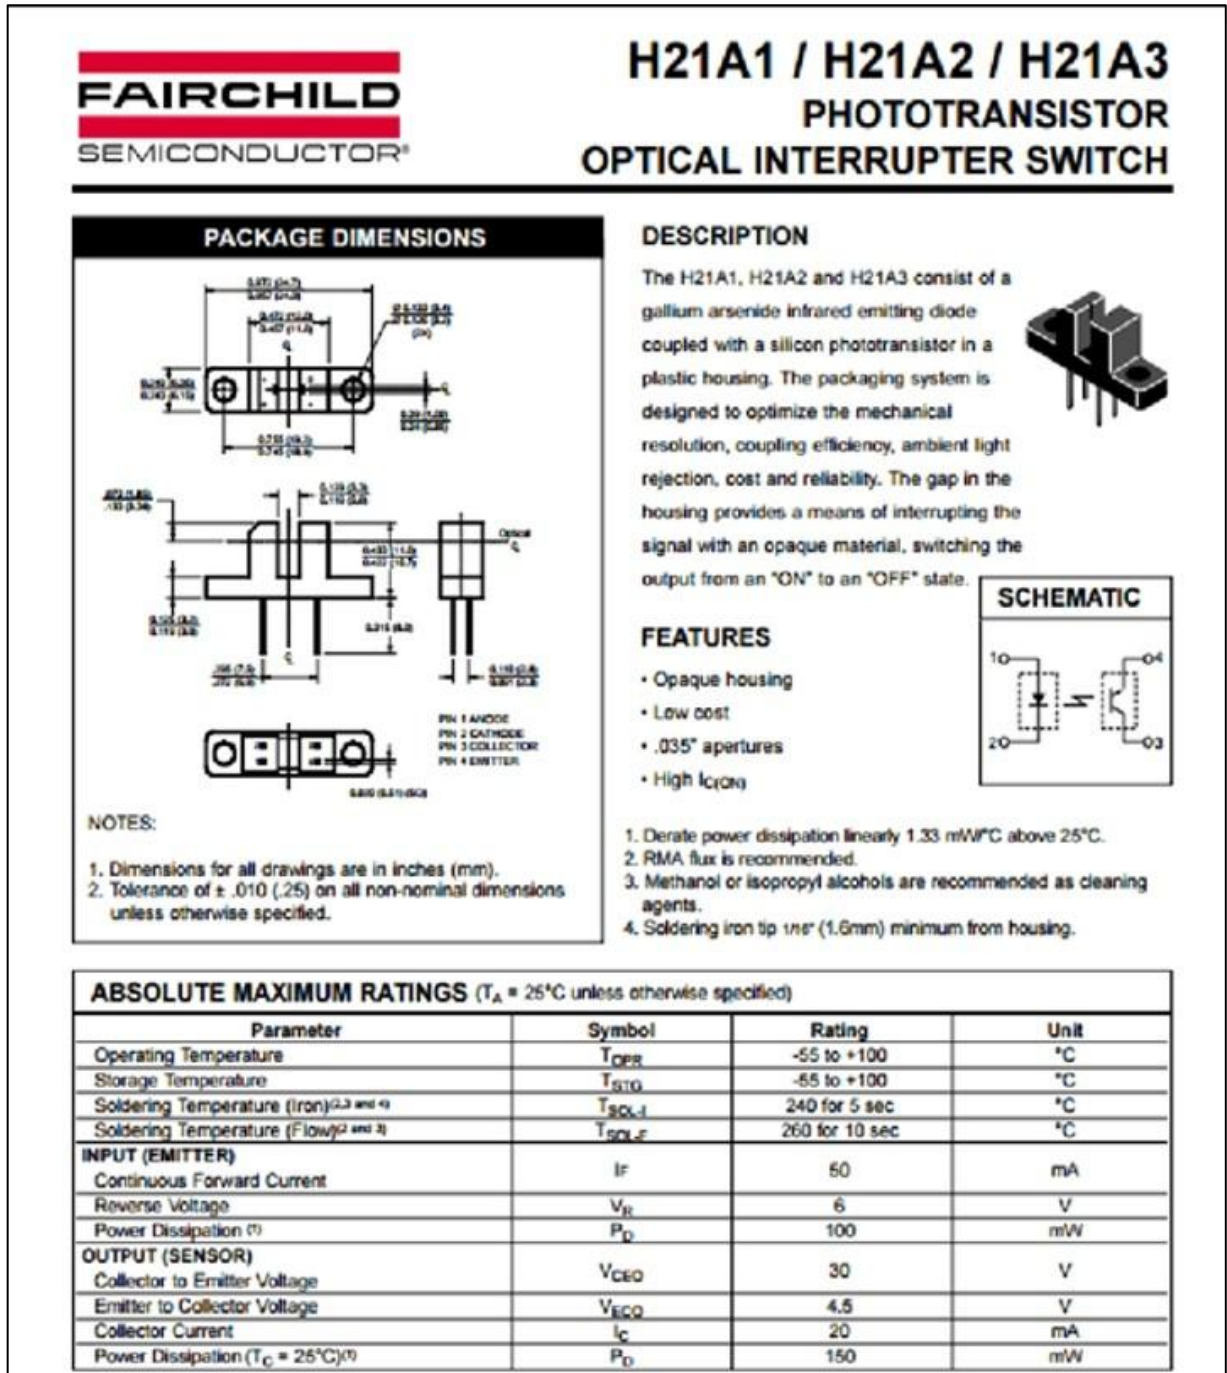 FAIRCHILD
SEMICONDUCTOR®
H21A1 / H21A2 / H21A3
PHOTOTRANSISTOR
OPTICAL INTERRUPTER SWITCH
PACKAGE DIMENSIONS
Optical
PIN 1 ANODE
PIN 2 CATHODE
PIN 3 COLLECTOR
PIN 4 EMITTER
NOTES:
1. Dimensions for all drawings are in inches (mm).
2. Tolerance of ± .010 (.25) on all non-nominal dimensions
unless otherwise specified.
DESCRIPTION
The H21A1, H21A2 and H21A3 consist of a
gallium arsenide infrared emitting diode
coupled with a silicon phototransistor in a
plastic housing. The packaging system is
designed to optimize the mechanical
resolution, coupling efficiency, ambient light
rejection, cost and reliability. The gap in the
housing provides a means of interrupting the
signal with an opaque material, switching the
output from an "ON" to an "OFF" state.
FEATURES
• Opaque housing
• Low cost
• .035" apertures
• High IC(ON)
SCHEMATIC
1 4
2 3
1. Derate power dissipation linearly 1.33 mW/°C above 25°C.
2. RMA flux is recommended.
3. Methanol or isopropyl alcohols are recommended as cleaning
agents.
4. Soldering iron tip 1/16" (1.6mm) minimum from housing.
ABSOLUTE MAXIMUM RATINGS (TA = 25°C unless otherwise specified)
Parameter Symbol Rating Unit
Operating Temperature TOPR -55 to +100 °C
Storage Temperature TSTG -55 to +100 °C
Soldering Temperature (Iron)(2,3 and 4) TSOL-I 240 for 5 sec °C
Soldering Temperature (Flow)(2 and 3) TSOL-F 260 for 10 sec °C
INPUT (EMITTER)
Continuous Forward Current IF 50 mA
Reverse Voltage VR 6 V
Power Dissipation (1) PD 100 mW
OUTPUT (SENSOR)
Collector to Emitter Voltage VCEO 30 V
Emitter to Collector Voltage VECO 4.5 V
Collector Current IC 20 mA
Power Dissipation (TC = 25°C)(1) PD 150 mW